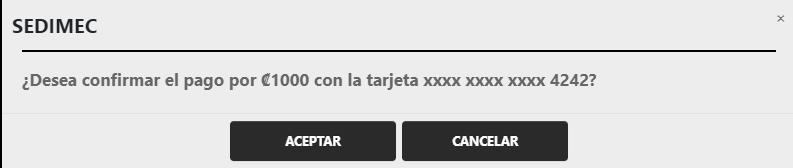 SEDIMEC
×
¿Desea confirmar el pago por ₡1000 con la tarjeta xxxx xxxx xxxx 4242?
ACEPTAR CANCELAR